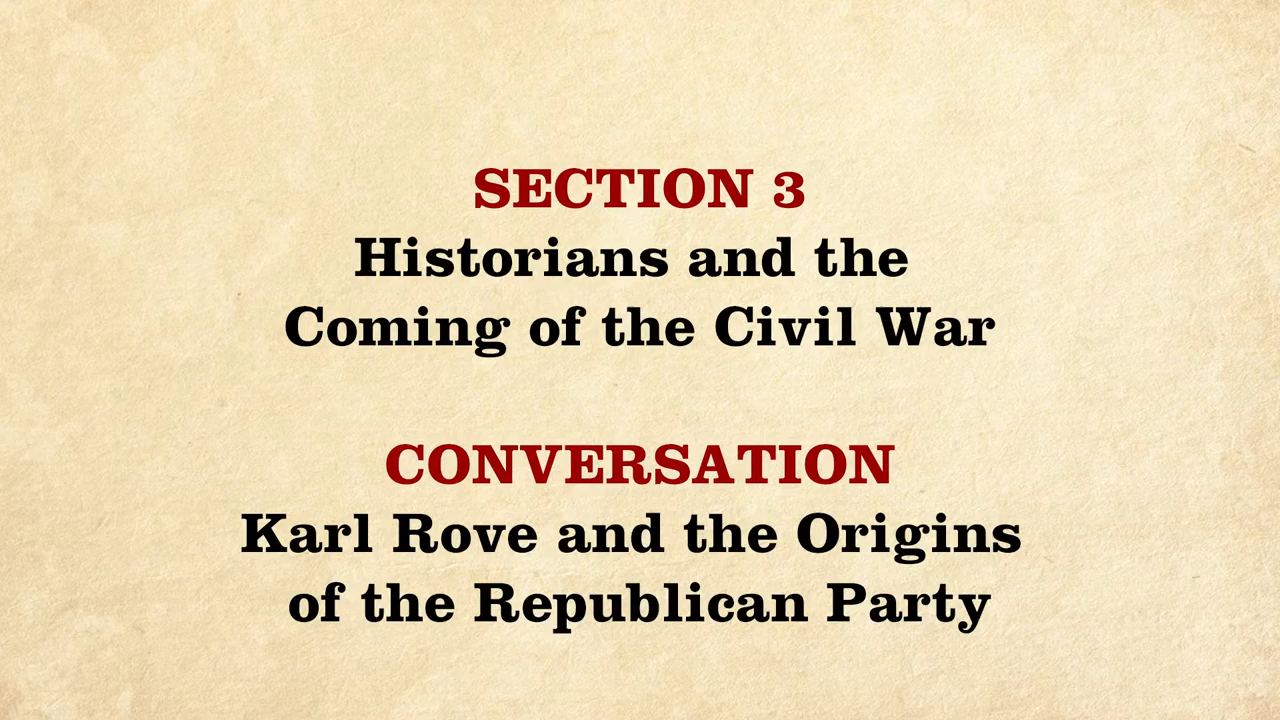 SECTION 3
Historians and the
Coming of the Civil War
CONVERSATION
Karl Rove and the Origins
of the Republican Party